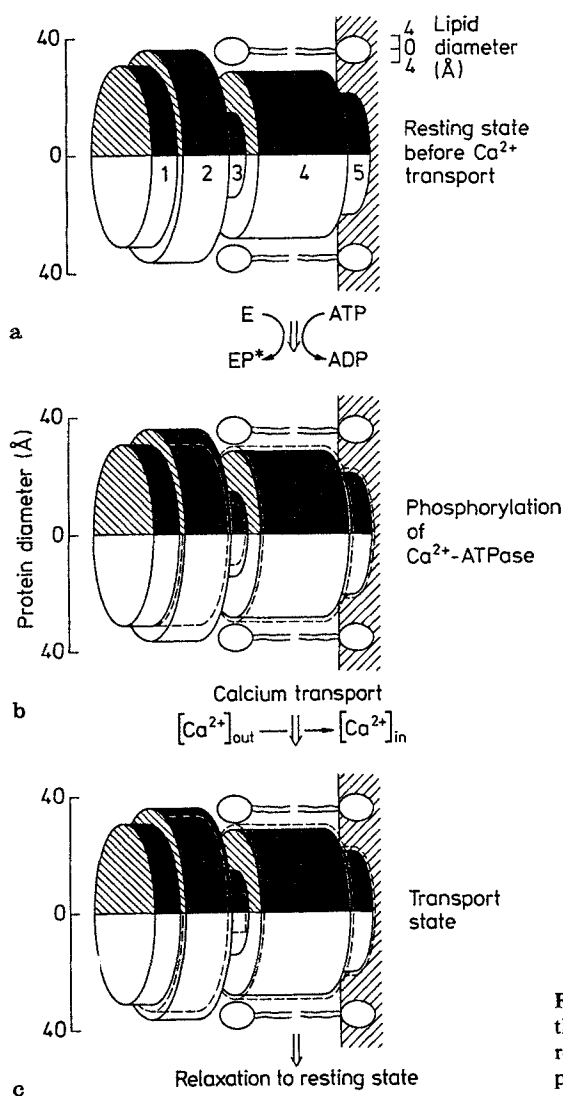 40
0
40
4 Lipid
0 diameter
4 (Å)
Resting state
before Ca²⁺
transport
1 2 3 4 5
a
E ATP
EP* ADP
Protein diameter (Å)
40
0
40
Phosphorylation
of
Ca²⁺-ATPase
b
Calcium transport
[Ca²⁺]out [Ca²⁺]in
40
0
40
Transport
state
Relaxation to resting state
c